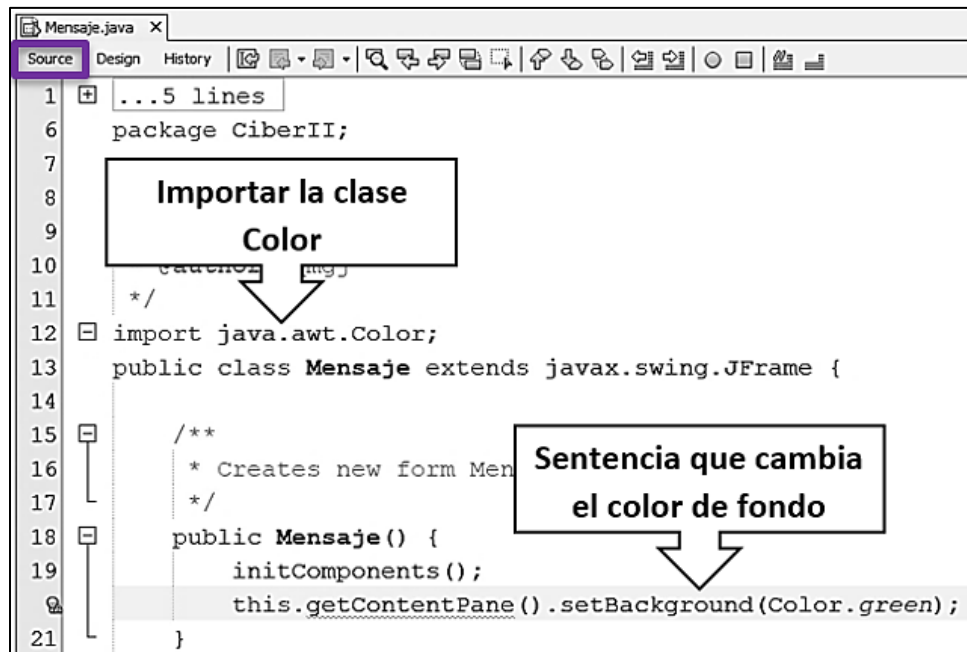 Mensaje.java X
Source Design History
1 ...5 lines
6 package CiberII;
7
8
9
10
11 */
12 import java.awt.Color;
13 public class Mensaje extends javax.swing.JFrame {
14
15 /**
16 * Creates new form Men
17 */
18 public Mensaje() {
19 initComponents();
this.getContentPane().setBackground(Color.green);
21 }
Importar la clase
Color
Sentencia que cambia
el color de fondo